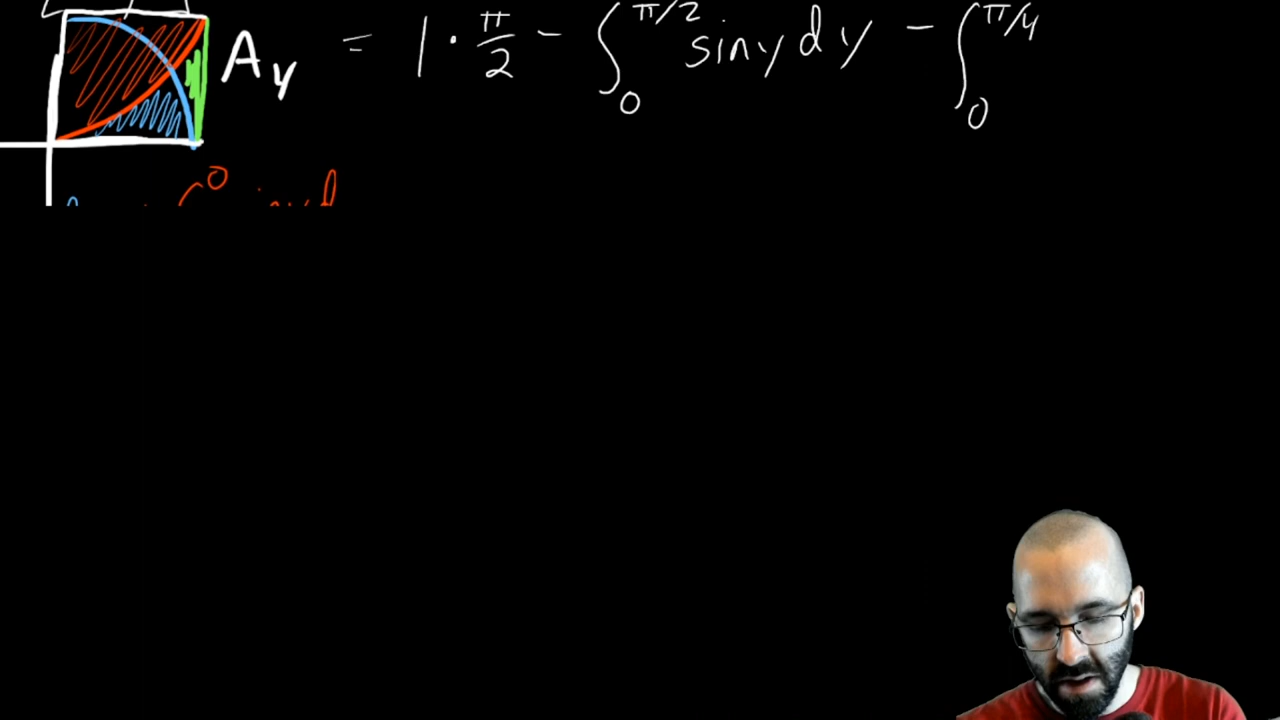 A_y = 1 · π/2 - ∫_0^{π/2} sin y dy - ∫_0^{π/4}